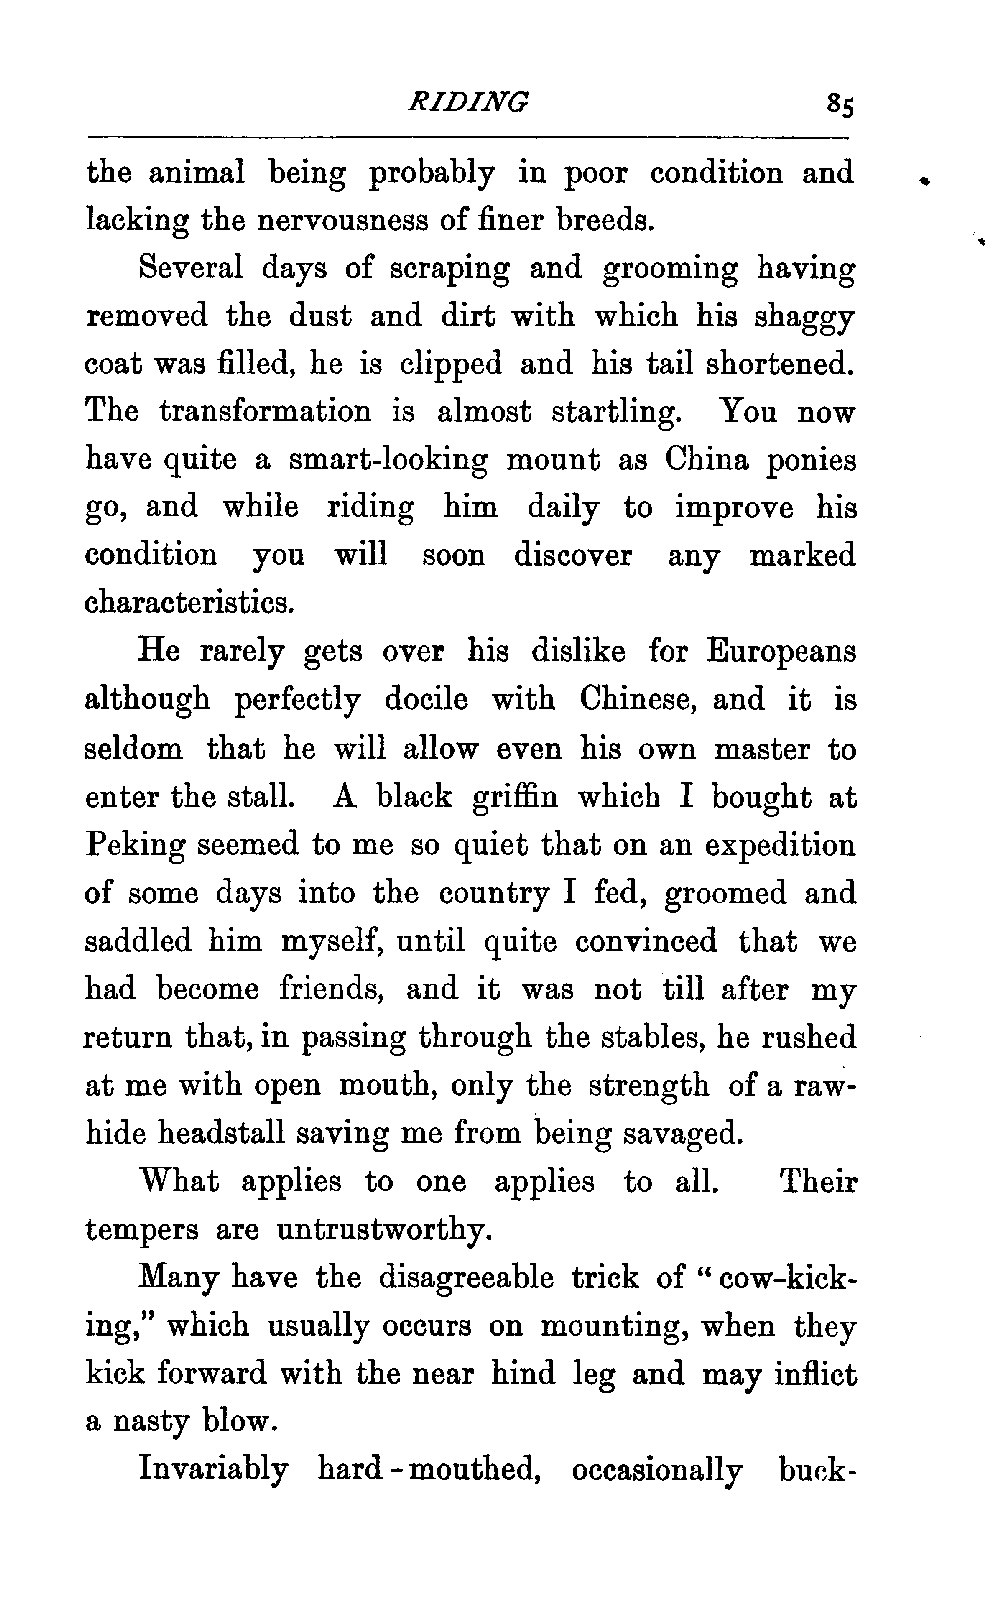 RIDING 85
the animal being probably in poor condition and
lacking the nervousness of finer breeds.
Several days of scraping and grooming having
removed the dust and dirt with which his shaggy
coat was filled, he is clipped and his tail shortened.
The transformation is almost startling. You now
have quite a smart-looking mount as China ponies
go, and while riding him daily to improve his
condition you will soon discover any marked
characteristics.
He rarely gets over his dislike for Europeans
although perfectly docile with Chinese, and it is
seldom that he will allow even his own master to
enter the stall. A black griffin which I bought at
Peking seemed to me so quiet that on an expedition
of some days into the country I fed, groomed and
saddled him myself, until quite convinced that we
had become friends, and it was not till after my
return that, in passing through the stables, he rushed
at me with open mouth, only the strength of a raw-
hide headstall saving me from being savaged.
What applies to one applies to all. Their
tempers are untrustworthy.
Many have the disagreeable trick of "cow-kick-
ing," which usually occurs on mounting, when they
kick forward with the near hind leg and may inflict
a nasty blow.
Invariably hard-mouthed, occasionally buck-